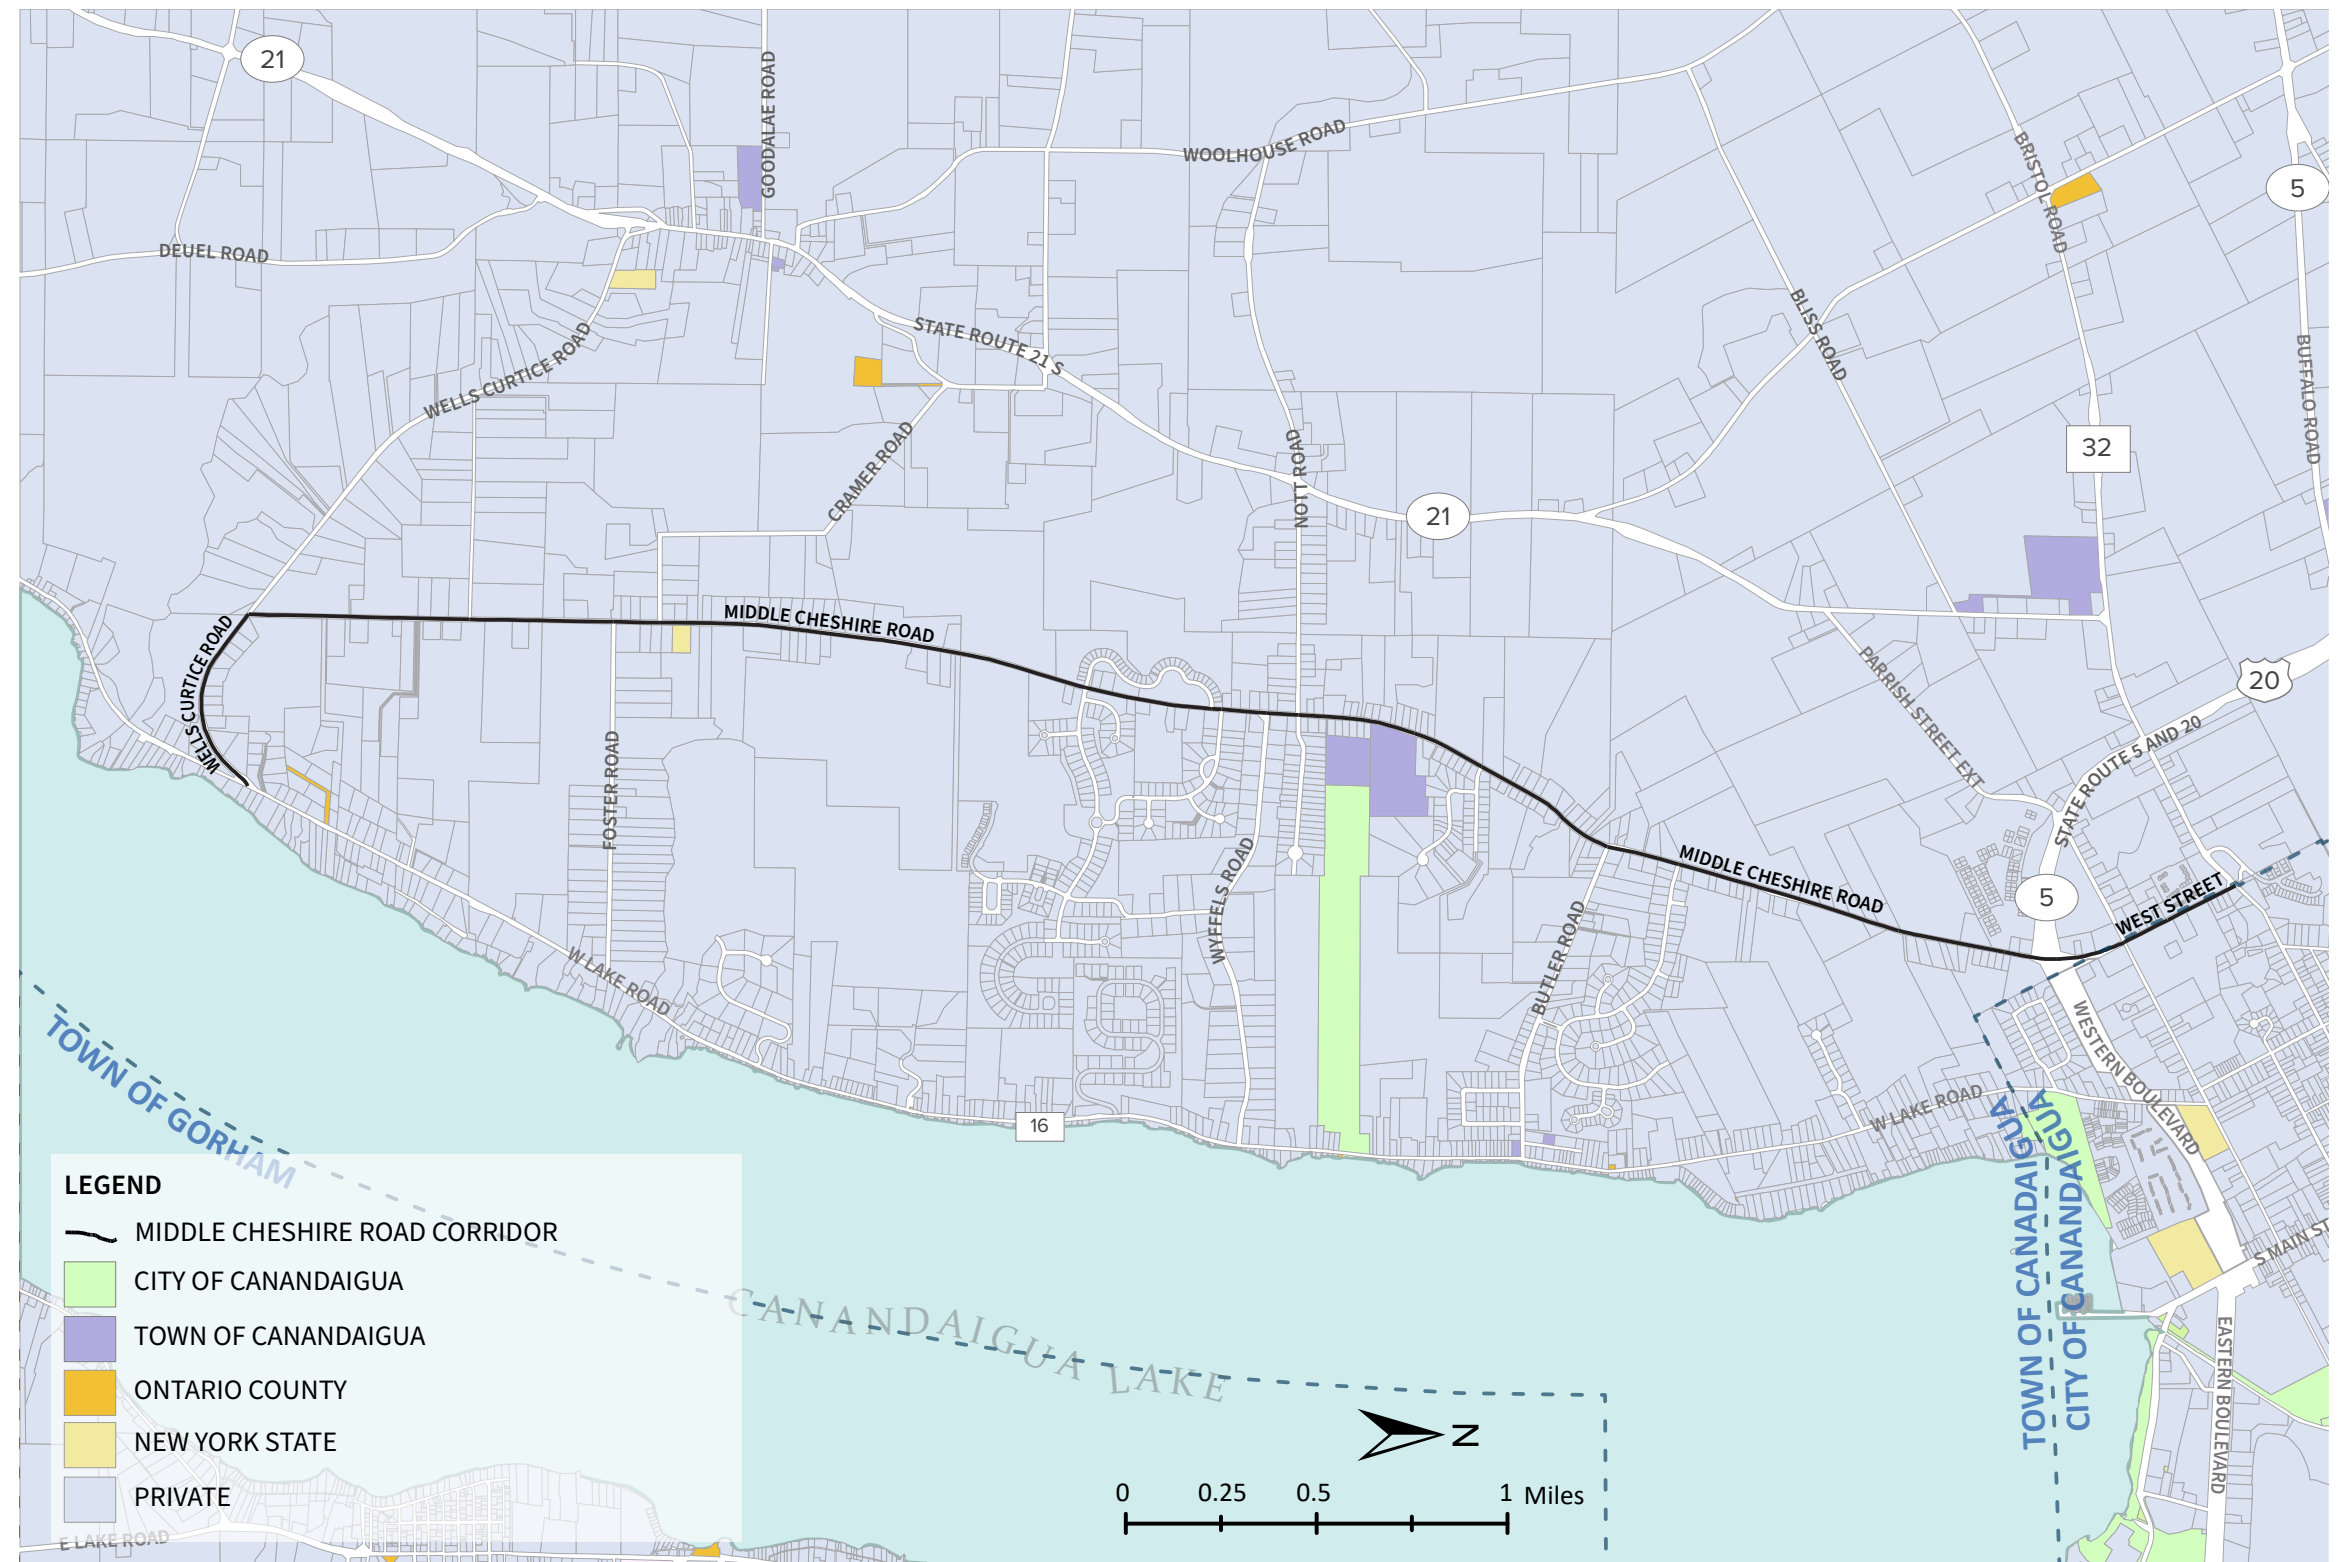 21
GOODALAE ROAD
WOOLHOUSE ROAD
BRISTOL ROAD
5
DEUEL ROAD
WELLS CURTICE ROAD
STATE ROUTE 21 S
BLISS ROAD
BUFFALO ROAD
32
CRAMER ROAD
NOTT ROAD
21
MIDDLE CHESHIRE ROAD
WELLS CURTICE ROAD
PARRISH STREET EXT
20
STATE ROUTE 5 AND 20
FOSTER ROAD
WYFFELS ROAD
MIDDLE CHESHIRE ROAD
5
WEST STREET
BUTLER ROAD
W LAKE ROAD
WESTERN BOULEVARD
W LAKE ROAD
16
TOWN OF GORHAM
TOWN OF CANADAIGUA
CITY OF CANANDAIGUA
S MAIN ST
EASTERN BOULEVARD
CANANDAIGUA LAKE
LEGEND
MIDDLE CHESHIRE ROAD CORRIDOR
CITY OF CANANDAIGUA
TOWN OF CANANDAIGUA
ONTARIO COUNTY
NEW YORK STATE
PRIVATE
E LAKE ROAD
N
0 0.25 0.5 1 Miles